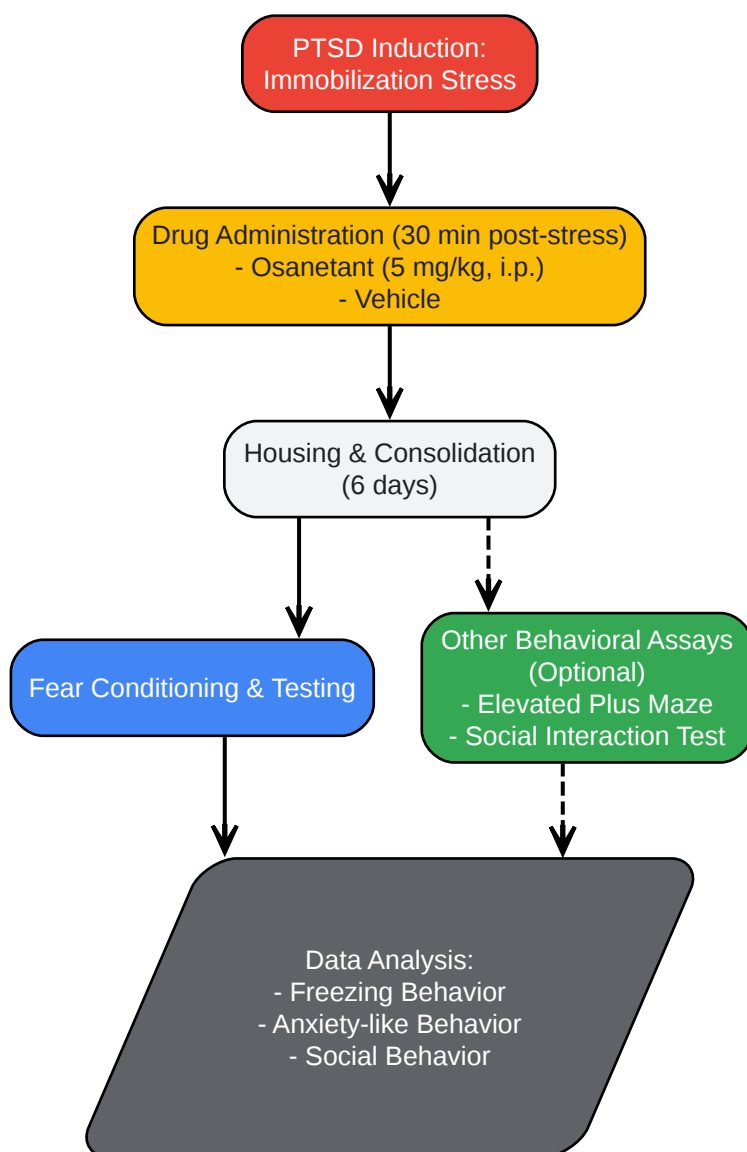 PTSD Induction:
Immobilization Stress
Drug Administration (30 min post-stress)
- Osanetant (5 mg/kg, i.p.)
- Vehicle
Housing & Consolidation
(6 days)
Fear Conditioning & Testing
Other Behavioral Assays
(Optional)
- Elevated Plus Maze
- Social Interaction Test
Data Analysis:
- Freezing Behavior
- Anxiety-like Behavior
- Social Behavior